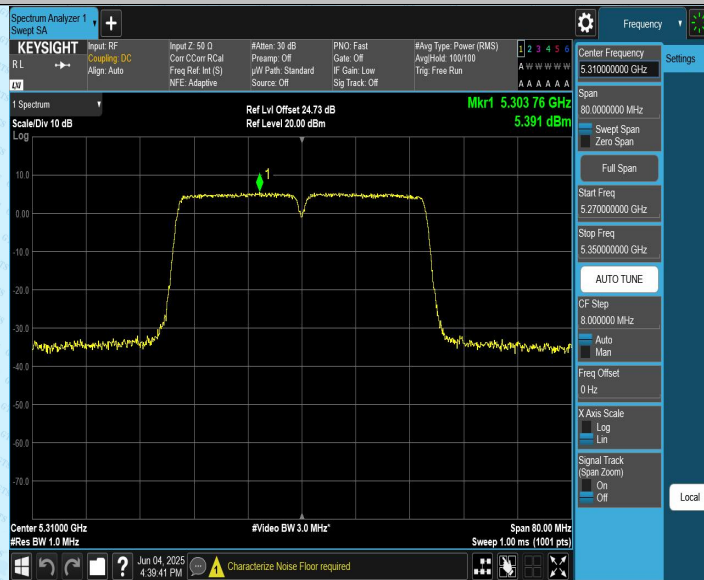 Spectrum Analyzer 1
Swept SA
+
Frequency
KEYSIGHT
R L
LXI
Input: RF
Coupling: DC
Align: Auto
Input Z: 50 Ω
Corr CCorr RCal
Freq Ref: Int (S)
NFE: Adaptive
#Atten: 30 dB
Preamp: Off
µW Path: Standard
Source: Off
PNO: Fast
Gate: Off
IF Gain: Low
Sig Track: Off
#Avg Type: Power (RMS)
Avg|Hold: 100/100
Trig: Free Run
1 2 3 4 5 6
A W W W W W
A A A A A A
1 Spectrum
Scale/Div 10 dB
Log
Ref Lvl Offset 24.73 dB
Ref Level 20.00 dBm
Mkr1 5.303 76 GHz
5.391 dBm
1
10.0
0.00
-10.0
-20.0
-30.0
-40.0
-50.0
-60.0
-70.0
Center 5.31000 GHz
#Res BW 1.0 MHz
#Video BW 3.0 MHz*
Span 80.00 MHz
Sweep 1.00 ms (1001 pts)
Center Frequency
5.310000000 GHz
Settings
Span
80.0000000 MHz
Swept Span
Zero Span
Full Span
Start Freq
5.270000000 GHz
Stop Freq
5.350000000 GHz
AUTO TUNE
CF Step
8.000000 MHz
Auto
Man
Freq Offset
0 Hz
X Axis Scale
Log
Lin
Signal Track
(Span Zoom)
On
Off
Local
?
Jun 04, 2025
4:39:41 PM
1
Characterize Noise Floor required